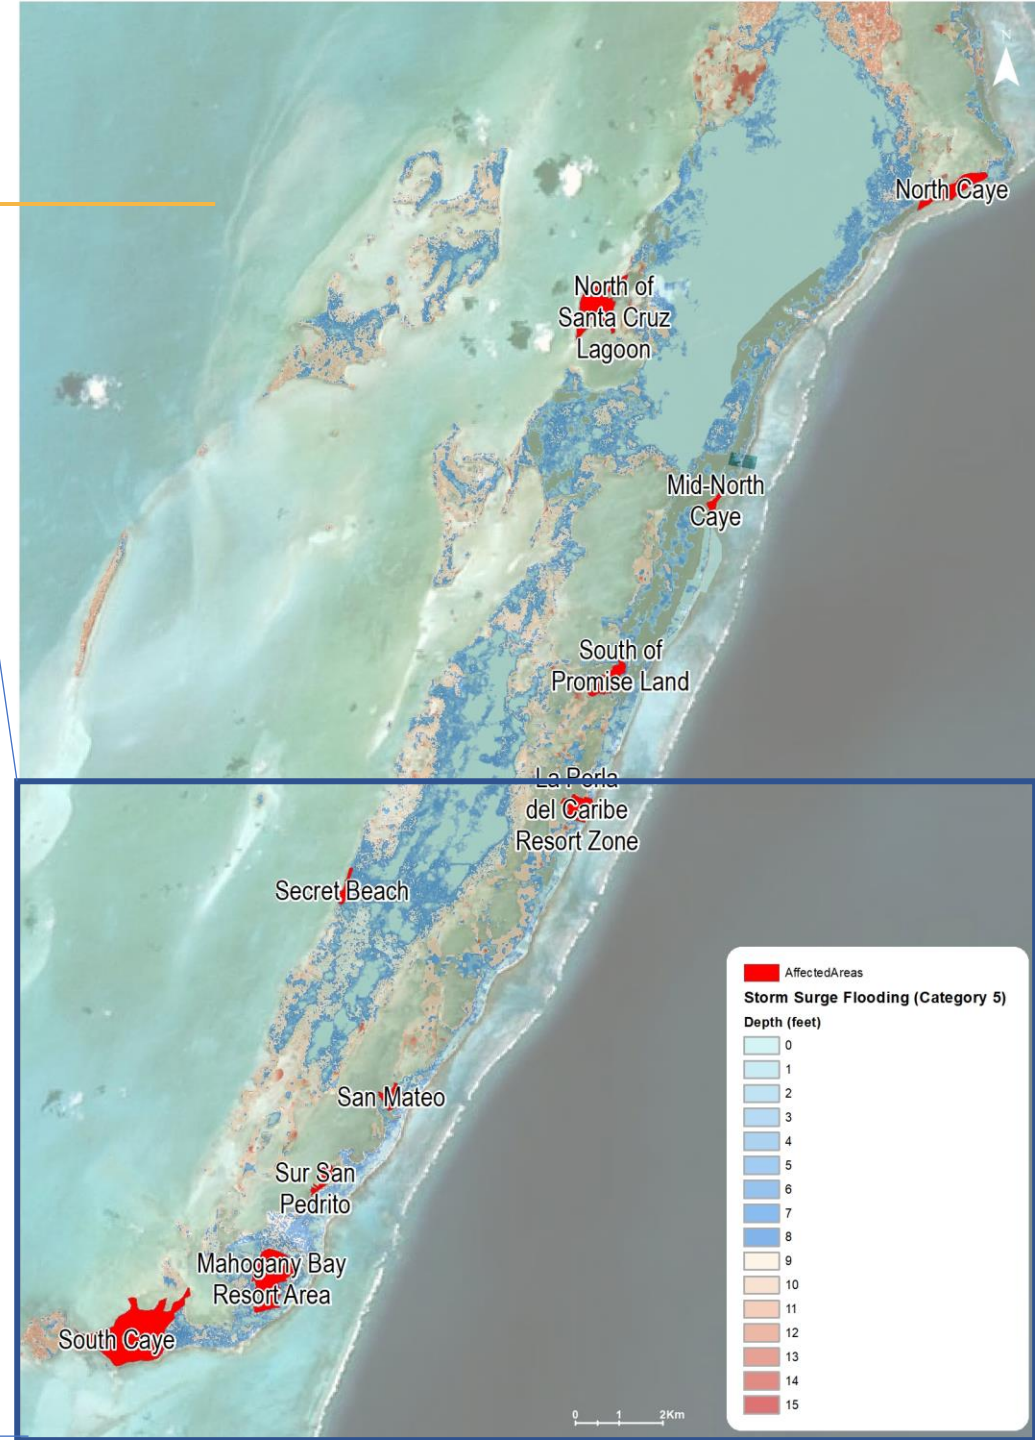 N
North Caye
North of
Santa Cruz
Lagoon
Mid-North
Caye
South of
Promise Land
La Perla
del Caribe
Resort Zone
Secret Beach
San Mateo
Sur San
Pedrito
Mahogany Bay
Resort Area
South Caye
AffectedAreas
Storm Surge Flooding (Category 5)
Depth (feet)
0
1
2
3
4
5
6
7
8
9
10
11
12
13
14
15
0 1 2Km